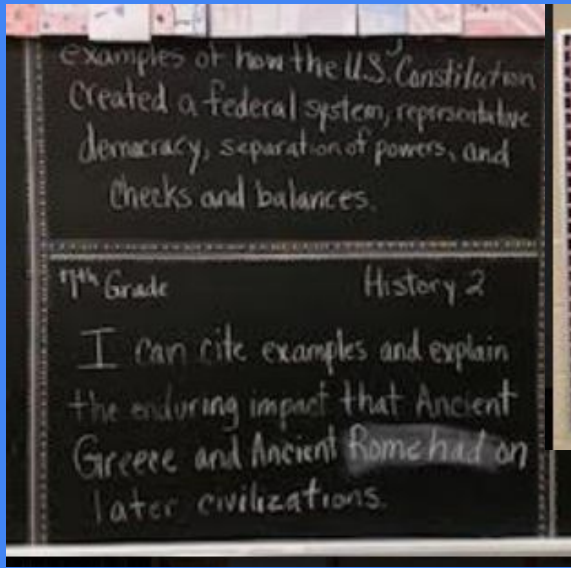 examples of how the U.S. Constitution
created a federal system, representative
democracy, separation of powers, and
checks and balances.
7th Grade History 2
I can cite examples and explain
the enduring impact that Ancient
Greece and Ancient Rome had on
later civilizations.